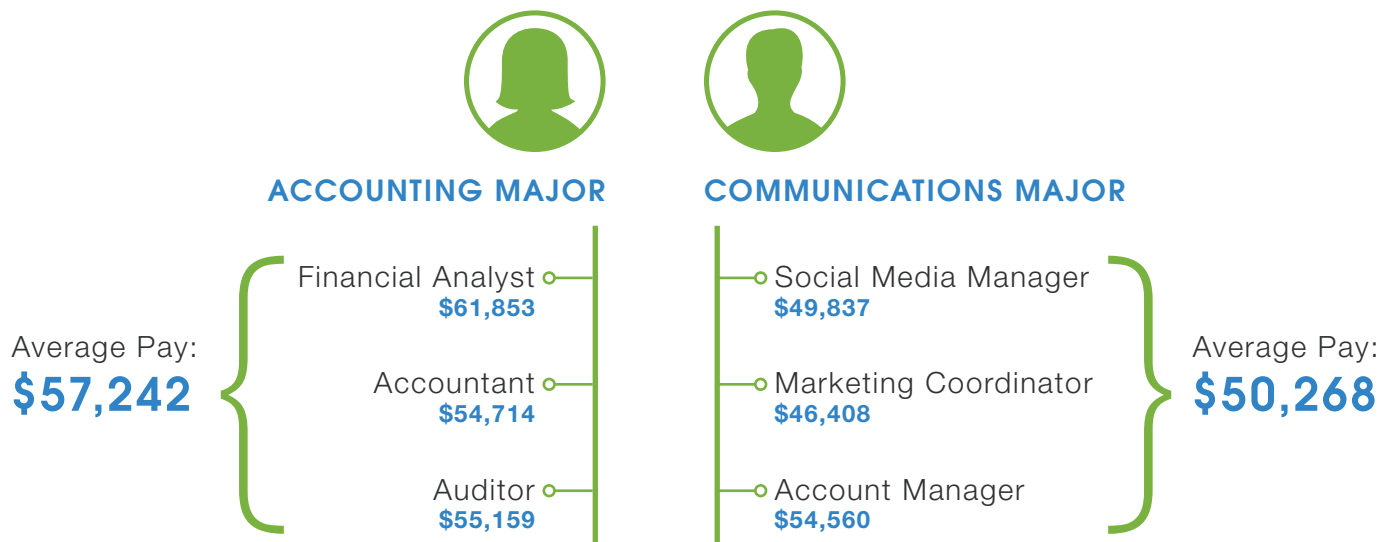 ACCOUNTING MAJOR
Financial Analyst
$61,853
Accountant
$54,714
Auditor
$55,159
Average Pay:
$57,242
COMMUNICATIONS MAJOR
Social Media Manager
$49,837
Marketing Coordinator
$46,408
Account Manager
$54,560
Average Pay:
$50,268